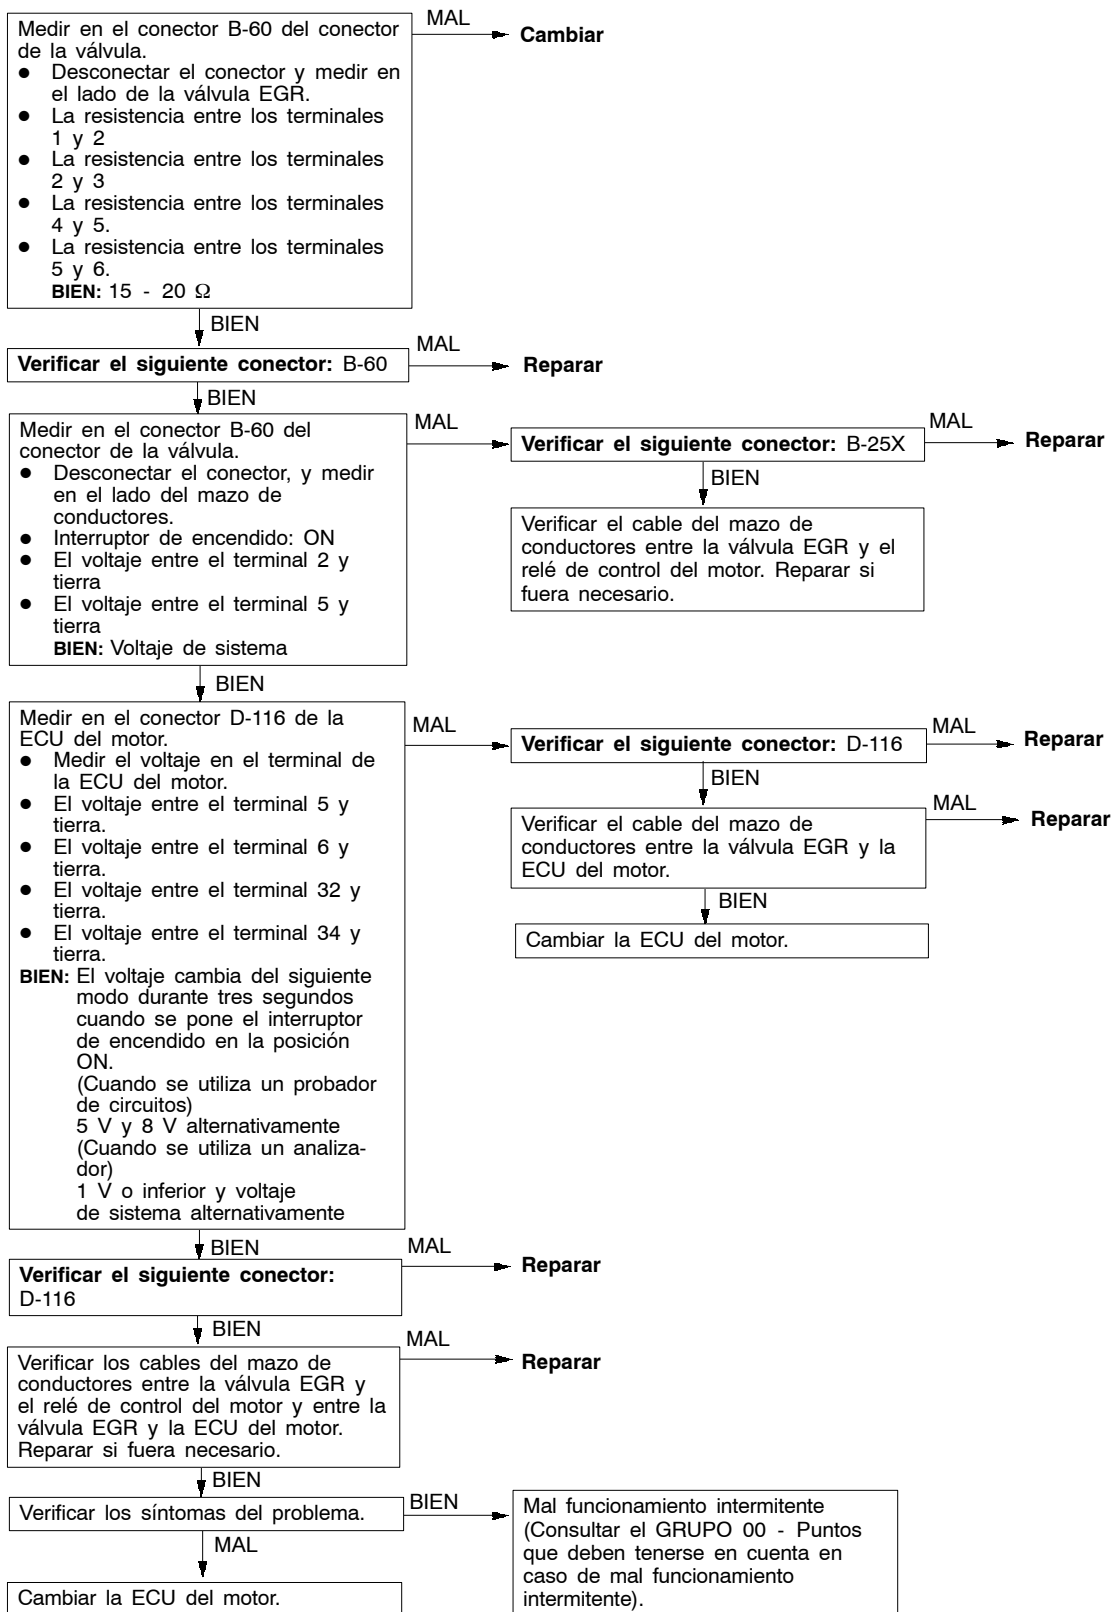 Medir en el conector B-60 del conector
de la válvula.
● Desconectar el conector y medir en
el lado de la válvula EGR.
● La resistencia entre los terminales
1 y 2
● La resistencia entre los terminales
2 y 3
● La resistencia entre los terminales
4 y 5.
● La resistencia entre los terminales
5 y 6.
BIEN: 15 - 20 Ω
MAL
Cambiar
BIEN
Verificar el siguiente conector: B-60
MAL
Reparar
BIEN
Medir en el conector B-60 del
conector de la válvula.
● Desconectar el conector, y medir
en el lado del mazo de
conductores.
● Interruptor de encendido: ON
● El voltaje entre el terminal 2 y
tierra
● El voltaje entre el terminal 5 y
tierra
BIEN: Voltaje de sistema
MAL
Verificar el siguiente conector: B-25X
MAL
Reparar
BIEN
Verificar el cable del mazo de
conductores entre la válvula EGR y el
relé de control del motor. Reparar si
fuera necesario.
BIEN
Medir en el conector D-116 de la
ECU del motor.
● Medir el voltaje en el terminal de
la ECU del motor.
● El voltaje entre el terminal 5 y
tierra.
● El voltaje entre el terminal 6 y
tierra.
● El voltaje entre el terminal 32 y
tierra.
● El voltaje entre el terminal 34 y
tierra.
BIEN: El voltaje cambia del siguiente
modo durante tres segundos
cuando se pone el interruptor
de encendido en la posición
ON.
(Cuando se utiliza un probador
de circuitos)
5 V y 8 V alternativamente
(Cuando se utiliza un analiza-
dor)
1 V o inferior y voltaje
de sistema alternativamente
MAL
Verificar el siguiente conector: D-116
MAL
Reparar
BIEN
Verificar el cable del mazo de
conductores entre la válvula EGR y la
ECU del motor.
MAL
Reparar
BIEN
Cambiar la ECU del motor.
BIEN
Verificar el siguiente conector:
D-116
MAL
Reparar
BIEN
Verificar los cables del mazo de
conductores entre la válvula EGR y
el relé de control del motor y entre la
válvula EGR y la ECU del motor.
Reparar si fuera necesario.
MAL
Reparar
BIEN
Verificar los síntomas del problema.
BIEN
Mal funcionamiento intermitente
(Consultar el GRUPO 00 - Puntos
que deben tenerse en cuenta en
caso de mal funcionamiento
intermitente).
MAL
Cambiar la ECU del motor.